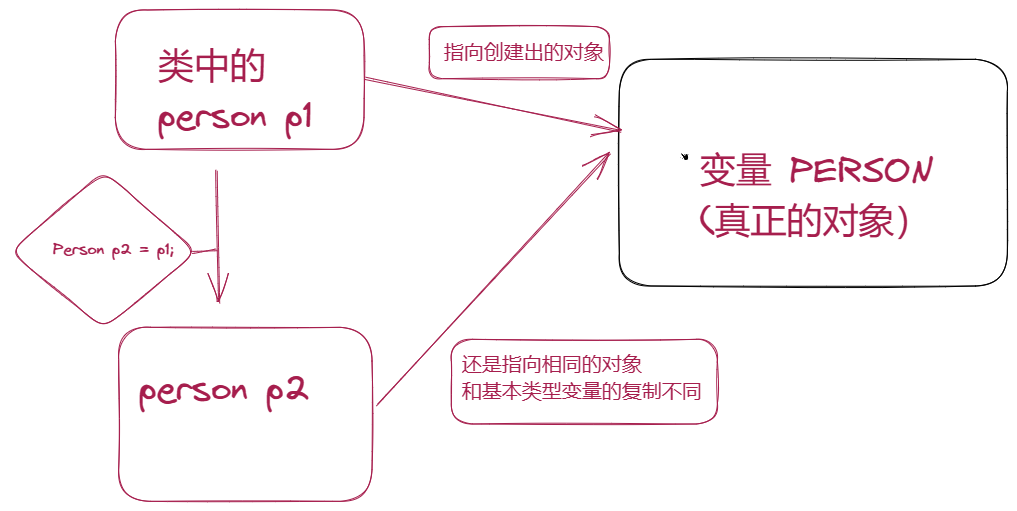 类中的
person p1
指向创建出的对象
变量 PERSON
(真正的对象)
Person p2 = p1;
person p2
还是指向相同的对象
和基本类型变量的复制不同